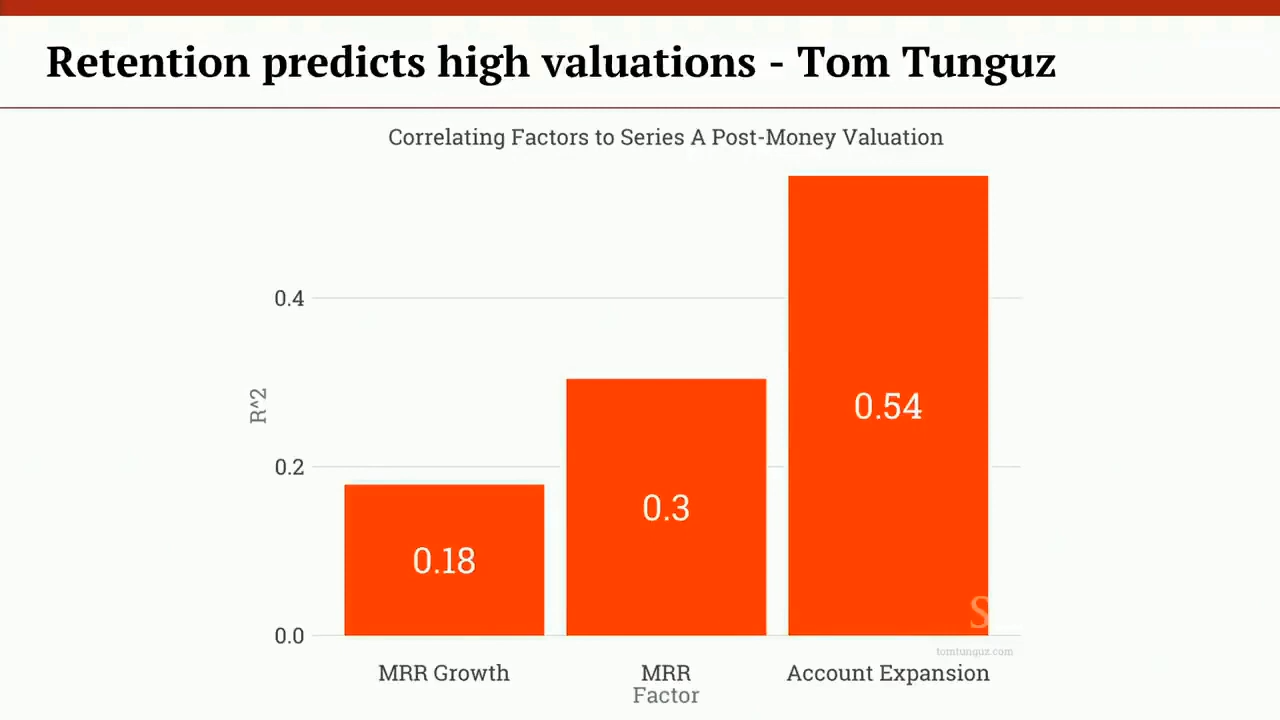 Retention predicts high valuations - Tom Tunguz
Correlating Factors to Series A Post-Money Valuation
0.4
R^2
0.54
0.2
0.3
0.18
S
0.0
tomtunguz.com
MRR Growth
MRR
Account Expansion
Factor